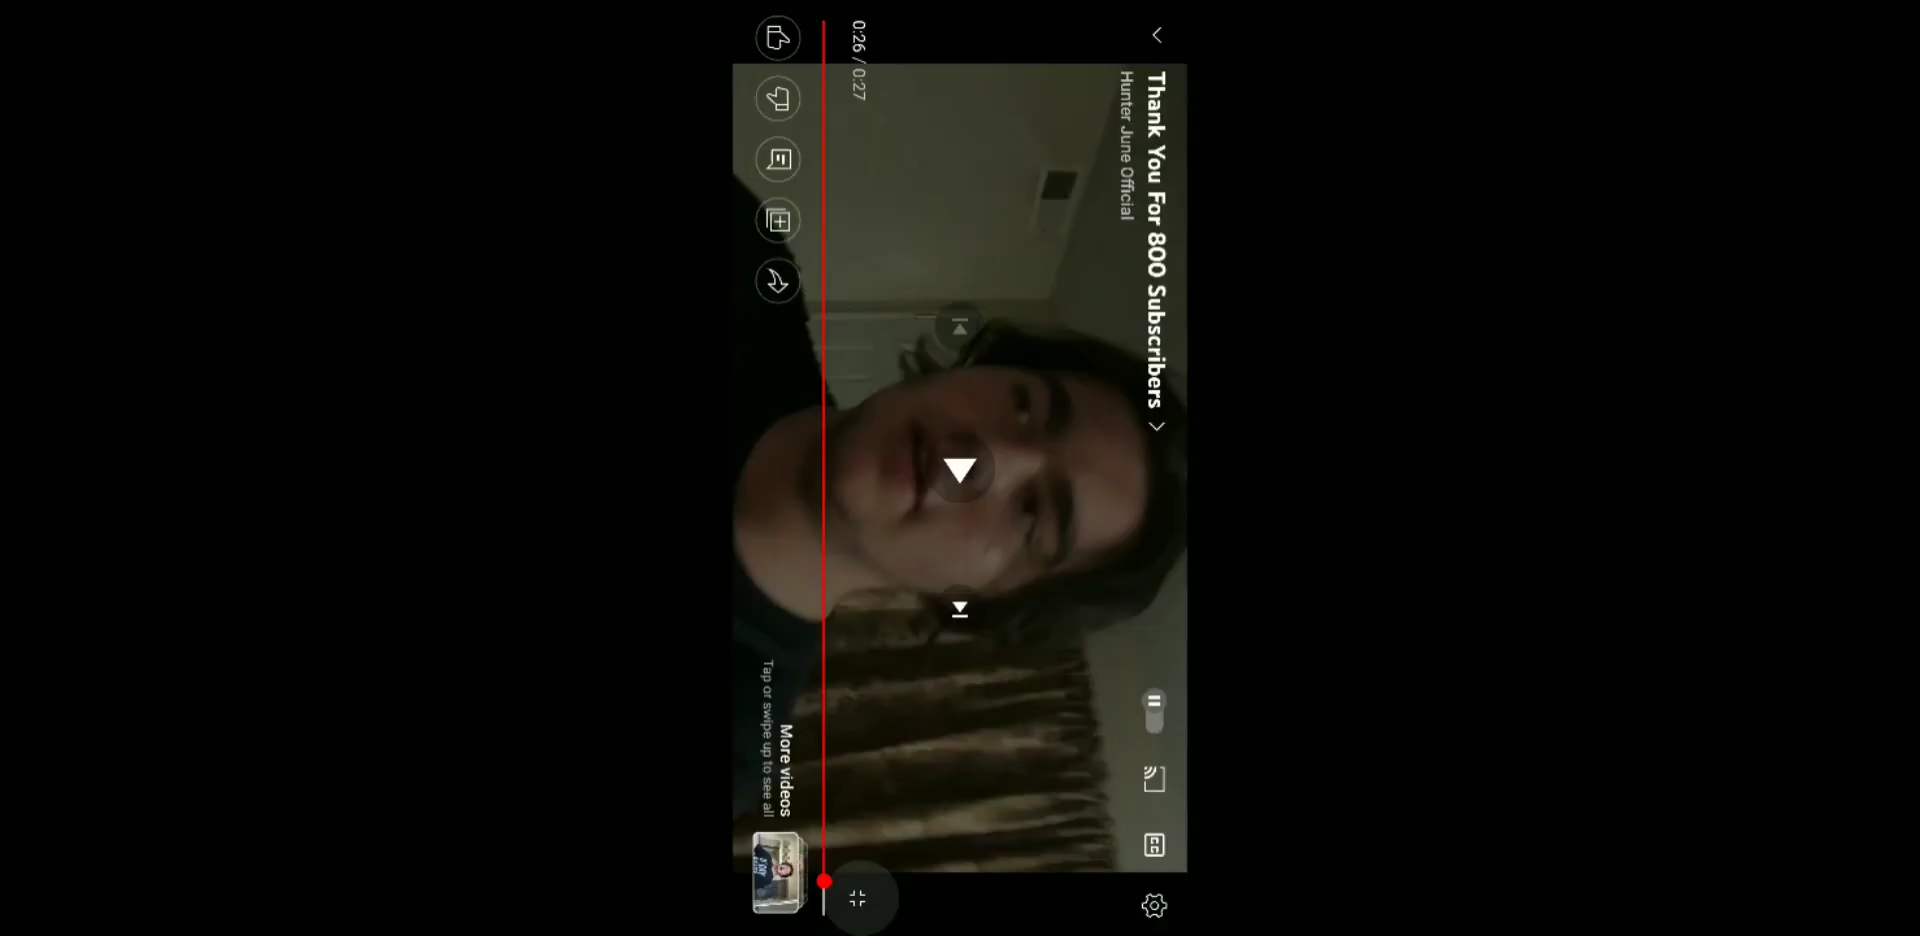 Thank You For 800 Subscribers
Hunter June Official
CC
0:26 / 0:27
More videos
Tap or swipe up to see all